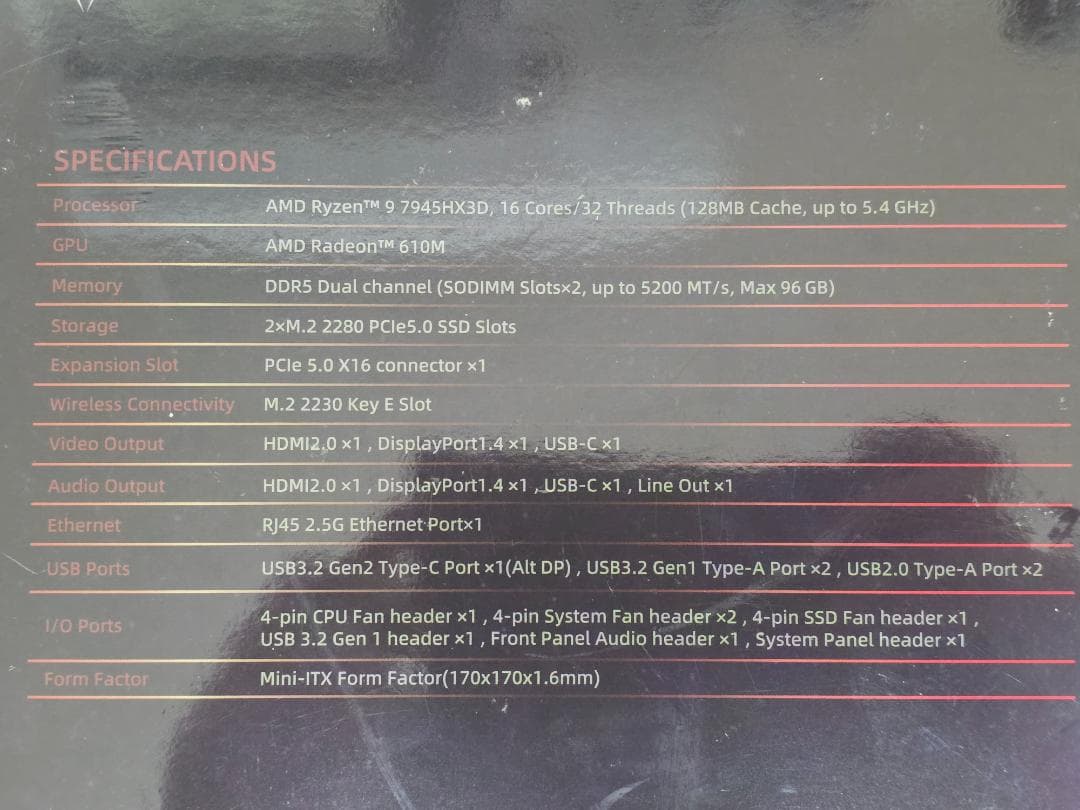 SPECIFICATIONS
Processor AMD Ryzen™ 9 7945HX3D, 16 Cores/32 Threads (128MB Cache, up to 5.4 GHz)
GPU AMD Radeon™ 610M
Memory DDR5 Dual channel (SODIMM Slots×2, up to 5200 MT/s, Max 96 GB)
Storage 2×M.2 2280 PCIe5.0 SSD Slots
Expansion Slot PCIe 5.0 X16 connector ×1
Wireless Connectivity M.2 2230 Key E Slot
Video Output HDMI2.0 ×1 , DisplayPort1.4 ×1 , USB-C ×1
Audio Output HDMI2.0 ×1 , DisplayPort1.4 ×1 , USB-C ×1 , Line Out ×1
Ethernet RJ45 2.5G Ethernet Port×1
USB Ports USB3.2 Gen2 Type-C Port ×1(Alt DP) , USB3.2 Gen1 Type-A Port ×2 , USB2.0 Type-A Port ×2
I/O Ports 4-pin CPU Fan header ×1 , 4-pin System Fan header ×2 , 4-pin SSD Fan header ×1 ,
USB 3.2 Gen 1 header ×1 , Front Panel Audio header ×1 , System Panel header ×1
Form Factor Mini-ITX Form Factor(170x170x1.6mm)